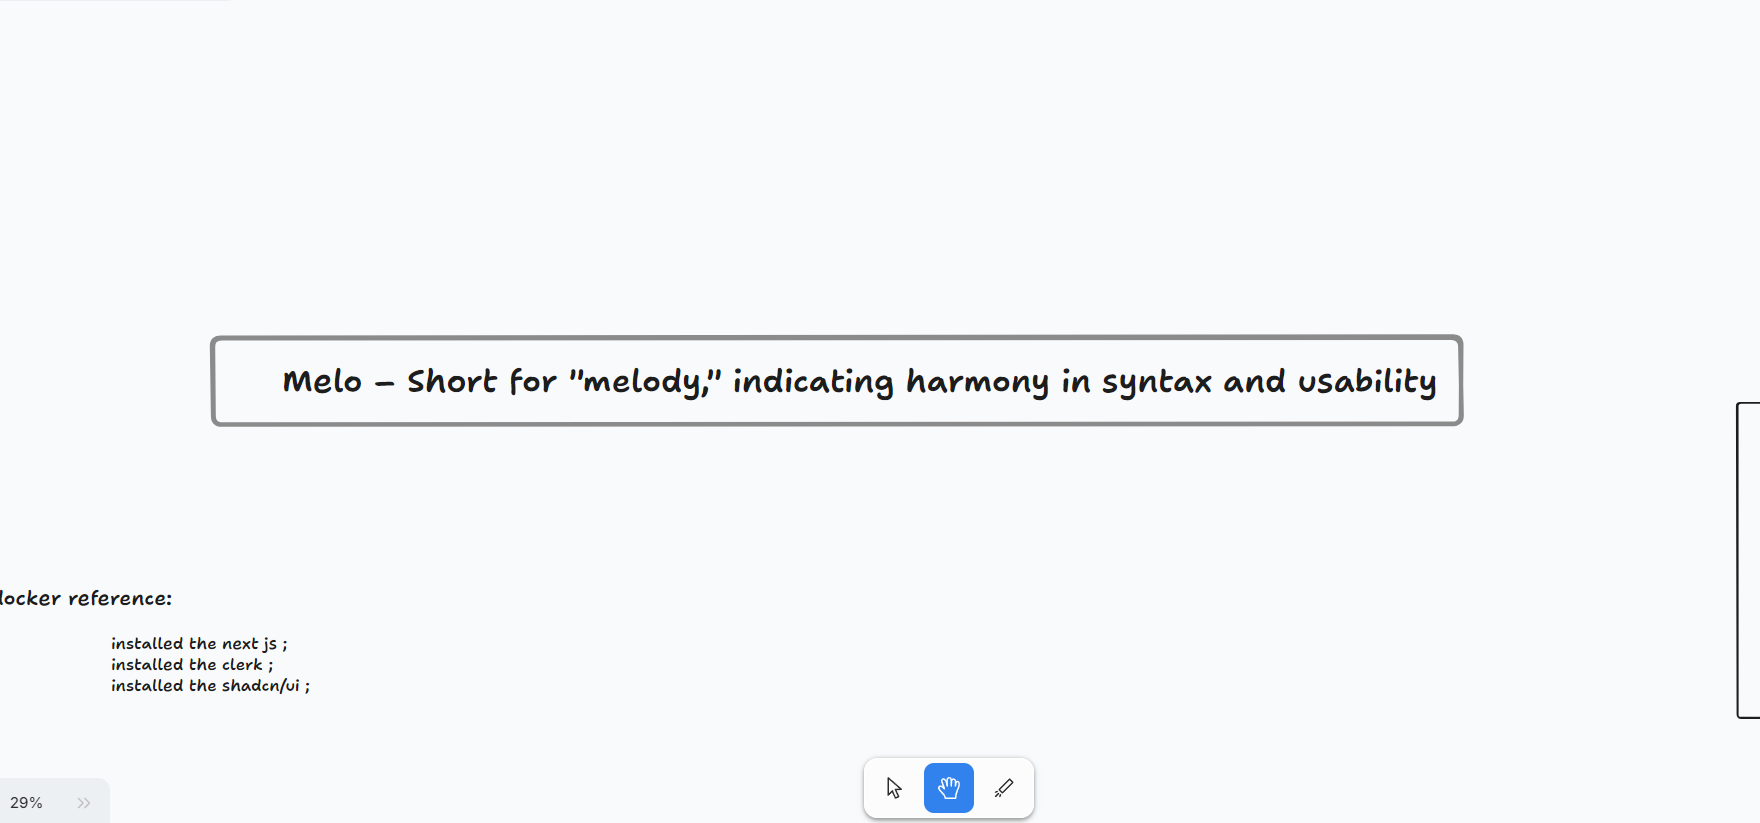 Melo – Short for "melody," indicating harmony in syntax and usability
locker reference:
installed the next js ;
installed the clerk ;
installed the shadcn/ui ;
29%